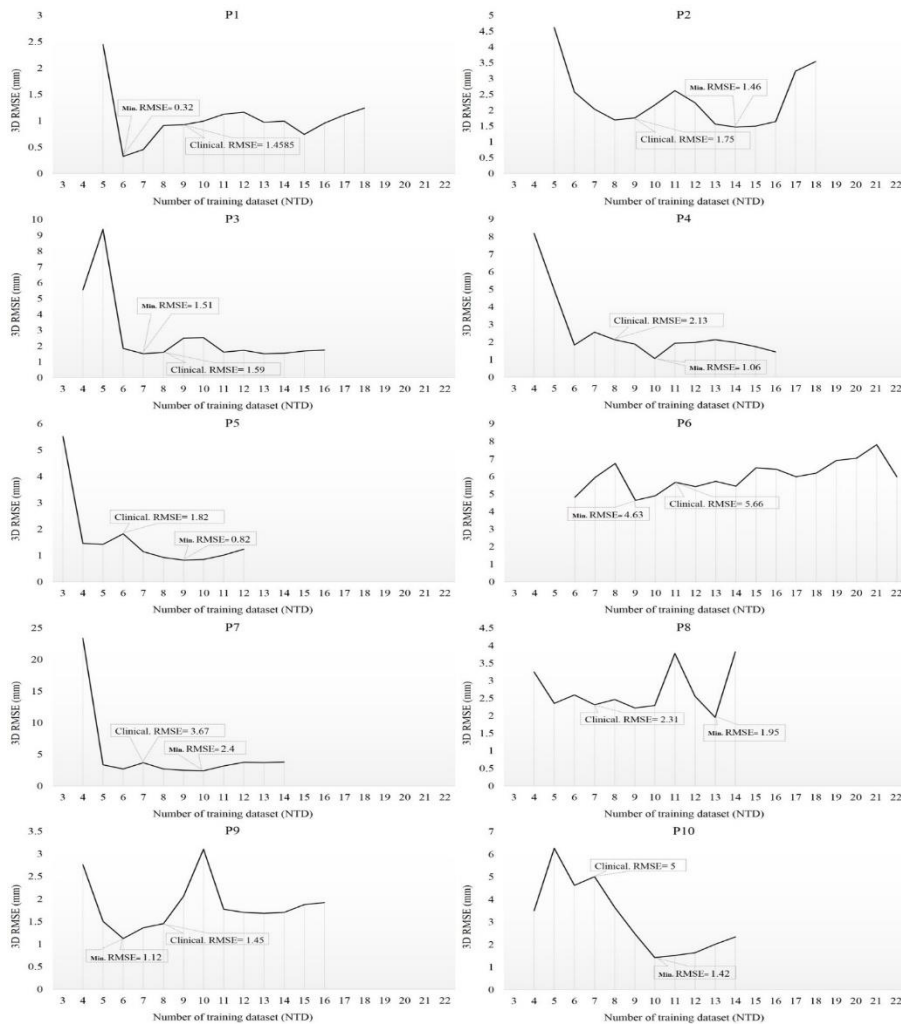 P1
3D RMSE (mm)
3
2.5
2
1.5
1
0.5
0
Min. RMSE= 0.32
Clinical. RMSE= 1.4585
3 4 5 6 7 8 9 10 11 12 13 14 15 16 17 18 19 20 21 22
Number of training dataset (NTD)
P2
3D RMSE (mm)
5
4.5
4
3.5
3
2.5
2
1.5
1
0.5
0
Min. RMSE= 1.46
Clinical. RMSE= 1.75
3 4 5 6 7 8 9 10 11 12 13 14 15 16 17 18 19 20 21 22
Number of training dataset (NTD)
P3
3D RMSE (mm)
10
9
8
7
6
5
4
3
2
1
0
Min. RMSE= 1.51
Clinical. RMSE= 1.59
3 4 5 6 7 8 9 10 11 12 13 14 15 16 17 18 19 20 21 22
Number of training dataset (NTD)
P4
3D RMSE (mm)
9
8
7
6
5
4
3
2
1
0
Clinical. RMSE= 2.13
Min. RMSE= 1.06
3 4 5 6 7 8 9 10 11 12 13 14 15 16 17 18 19 20 21 22
Number of training dataset (NTD)
P5
3D RMSE (mm)
6
5
4
3
2
1
0
Clinical. RMSE= 1.82
Min. RMSE= 0.82
3 4 5 6 7 8 9 10 11 12 13 14 15 16 17 18 19 20 21 22
Number of training dataset (NTD)
P6
3D RMSE (mm)
9
8
7
6
5
4
3
2
1
0
Min. RMSE= 4.63
Clinical. RMSE= 5.66
3 4 5 6 7 8 9 10 11 12 13 14 15 16 17 18 19 20 21 22
Number of training dataset (NTD)
P7
3D RMSE (mm)
25
20
15
10
5
0
Clinical. RMSE= 3.67
Min. RMSE= 2.4
3 4 5 6 7 8 9 10 11 12 13 14 15 16 17 18 19 20 21 22
Number of training dataset (NTD)
P8
3D RMSE (mm)
4.5
4
3.5
3
2.5
2
1.5
1
0.5
0
Clinical. RMSE= 2.31
Min. RMSE= 1.95
3 4 5 6 7 8 9 10 11 12 13 14 15 16 17 18 19 20 21 22
Number of training dataset (NTD)
P9
3D RMSE (mm)
3.5
3
2.5
2
1.5
1
0.5
0
Clinical. RMSE= 1.45
Min. RMSE= 1.12
3 4 5 6 7 8 9 10 11 12 13 14 15 16 17 18 19 20 21 22
Number of training dataset (NTD)
P10
3D RMSE (mm)
7
6
5
4
3
2
1
0
Clinical. RMSE= 5
Min. RMSE= 1.42
3 4 5 6 7 8 9 10 11 12 13 14 15 16 17 18 19 20 21 22
Number of training dataset (NTD)